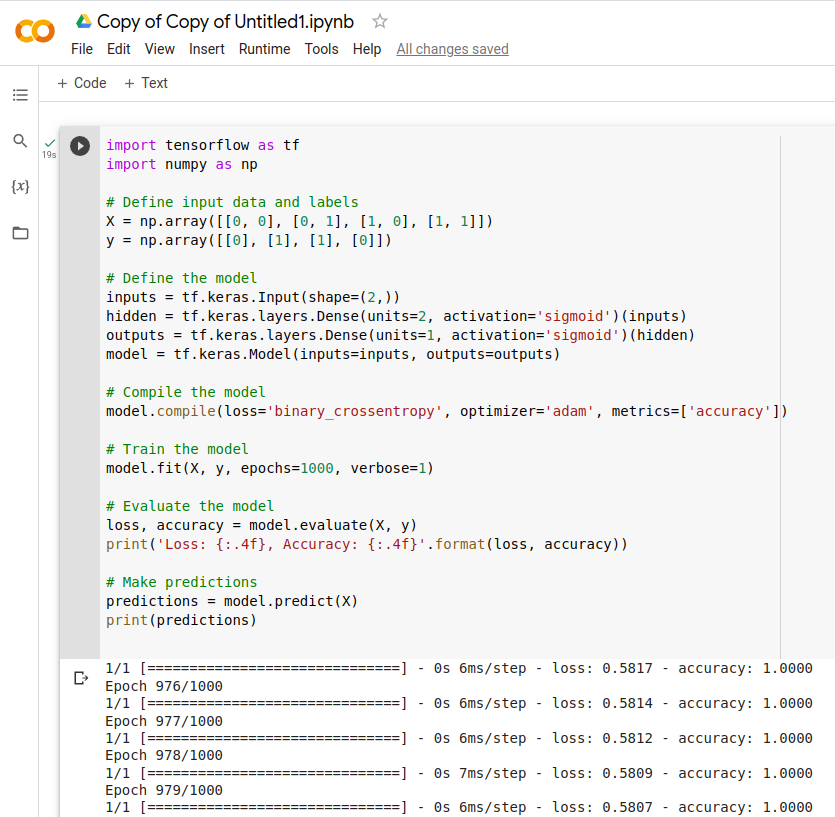 Copy of Copy of Untitled1.ipynb
File Edit View Insert Runtime Tools Help All changes saved
+ Code + Text
{x}
19s
import tensorflow as tf
import numpy as np
# Define input data and labels
X = np.array([[0, 0], [0, 1], [1, 0], [1, 1]])
y = np.array([[0], [1], [1], [0]])
# Define the model
inputs = tf.keras.Input(shape=(2,))
hidden = tf.keras.layers.Dense(units=2, activation='sigmoid')(inputs)
outputs = tf.keras.layers.Dense(units=1, activation='sigmoid')(hidden)
model = tf.keras.Model(inputs=inputs, outputs=outputs)
# Compile the model
model.compile(loss='binary_crossentropy', optimizer='adam', metrics=['accuracy'])
# Train the model
model.fit(X, y, epochs=1000, verbose=1)
# Evaluate the model
loss, accuracy = model.evaluate(X, y)
print('Loss: {:.4f}, Accuracy: {:.4f}'.format(loss, accuracy))
# Make predictions
predictions = model.predict(X)
print(predictions)
1/1 [==============================] - 0s 6ms/step - loss: 0.5817 - accuracy: 1.0000
Epoch 976/1000
1/1 [==============================] - 0s 6ms/step - loss: 0.5814 - accuracy: 1.0000
Epoch 977/1000
1/1 [==============================] - 0s 6ms/step - loss: 0.5812 - accuracy: 1.0000
Epoch 978/1000
1/1 [==============================] - 0s 7ms/step - loss: 0.5809 - accuracy: 1.0000
Epoch 979/1000
1/1 [==============================] - 0s 6ms/step - loss: 0.5807 - accuracy: 1.0000